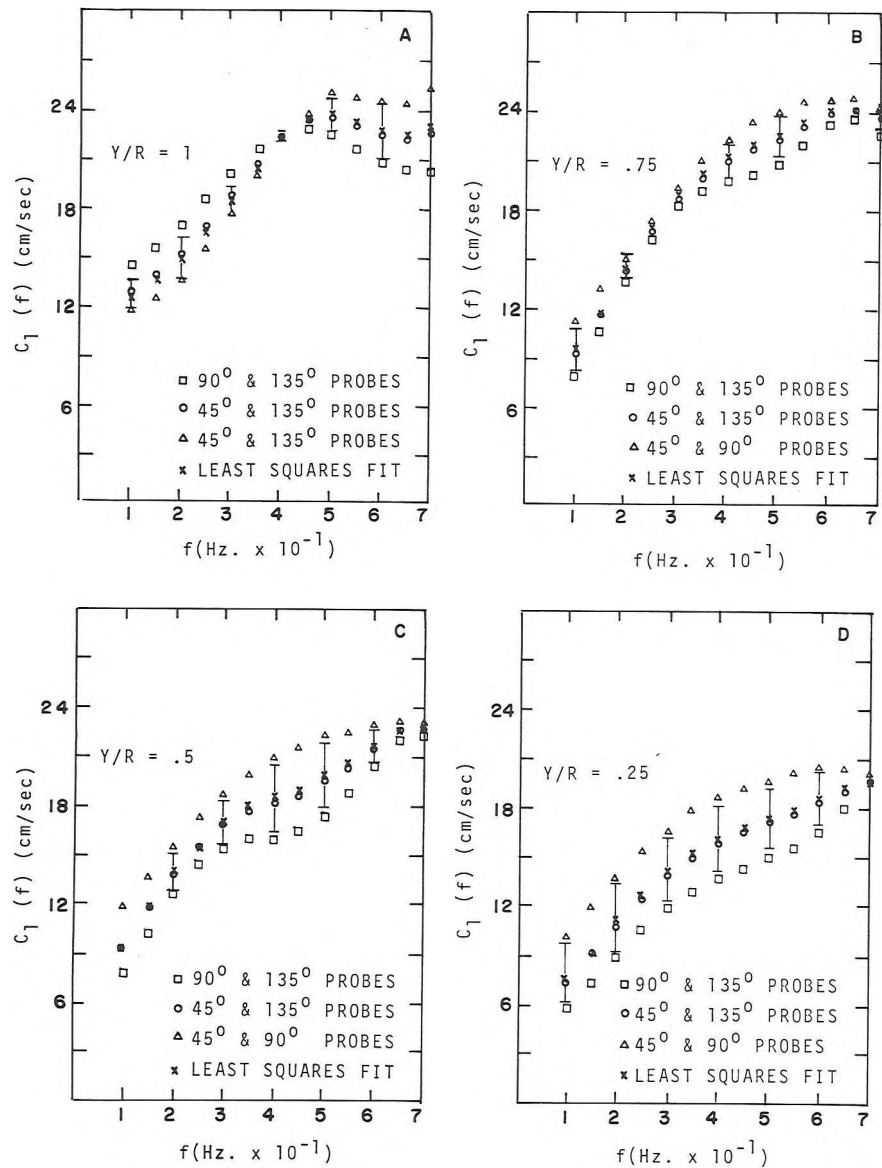 A
24
Y/R = 1
18
C1 (f) (cm/sec)
12
□ 90° & 135° PROBES
○ 45° & 135° PROBES
△ 45° & 135° PROBES
× LEAST SQUARES FIT
6
1 2 3 4 5 6 7
f(Hz. x 10⁻¹)
B
24
Y/R = .75
18
C1 (f) (cm/sec)
12
□ 90° & 135° PROBES
○ 45° & 135° PROBES
△ 45° & 90° PROBES
× LEAST SQUARES FIT
6
1 2 3 4 5 6 7
f(Hz. x 10⁻¹)
C
24
Y/R = .5
18
C1 (f) (cm/sec)
12
□ 90° & 135° PROBES
○ 45° & 135° PROBES
△ 45° & 90° PROBES
× LEAST SQUARES FIT
6
1 2 3 4 5 6 7
f(Hz. x 10⁻¹)
D
24
Y/R = .25
18
C1 (f) (cm/sec)
12
□ 90° & 135° PROBES
○ 45° & 135° PROBES
△ 45° & 90° PROBES
× LEAST SQUARES FIT
6
1 2 3 4 5 6 7
f(Hz. x 10⁻¹)